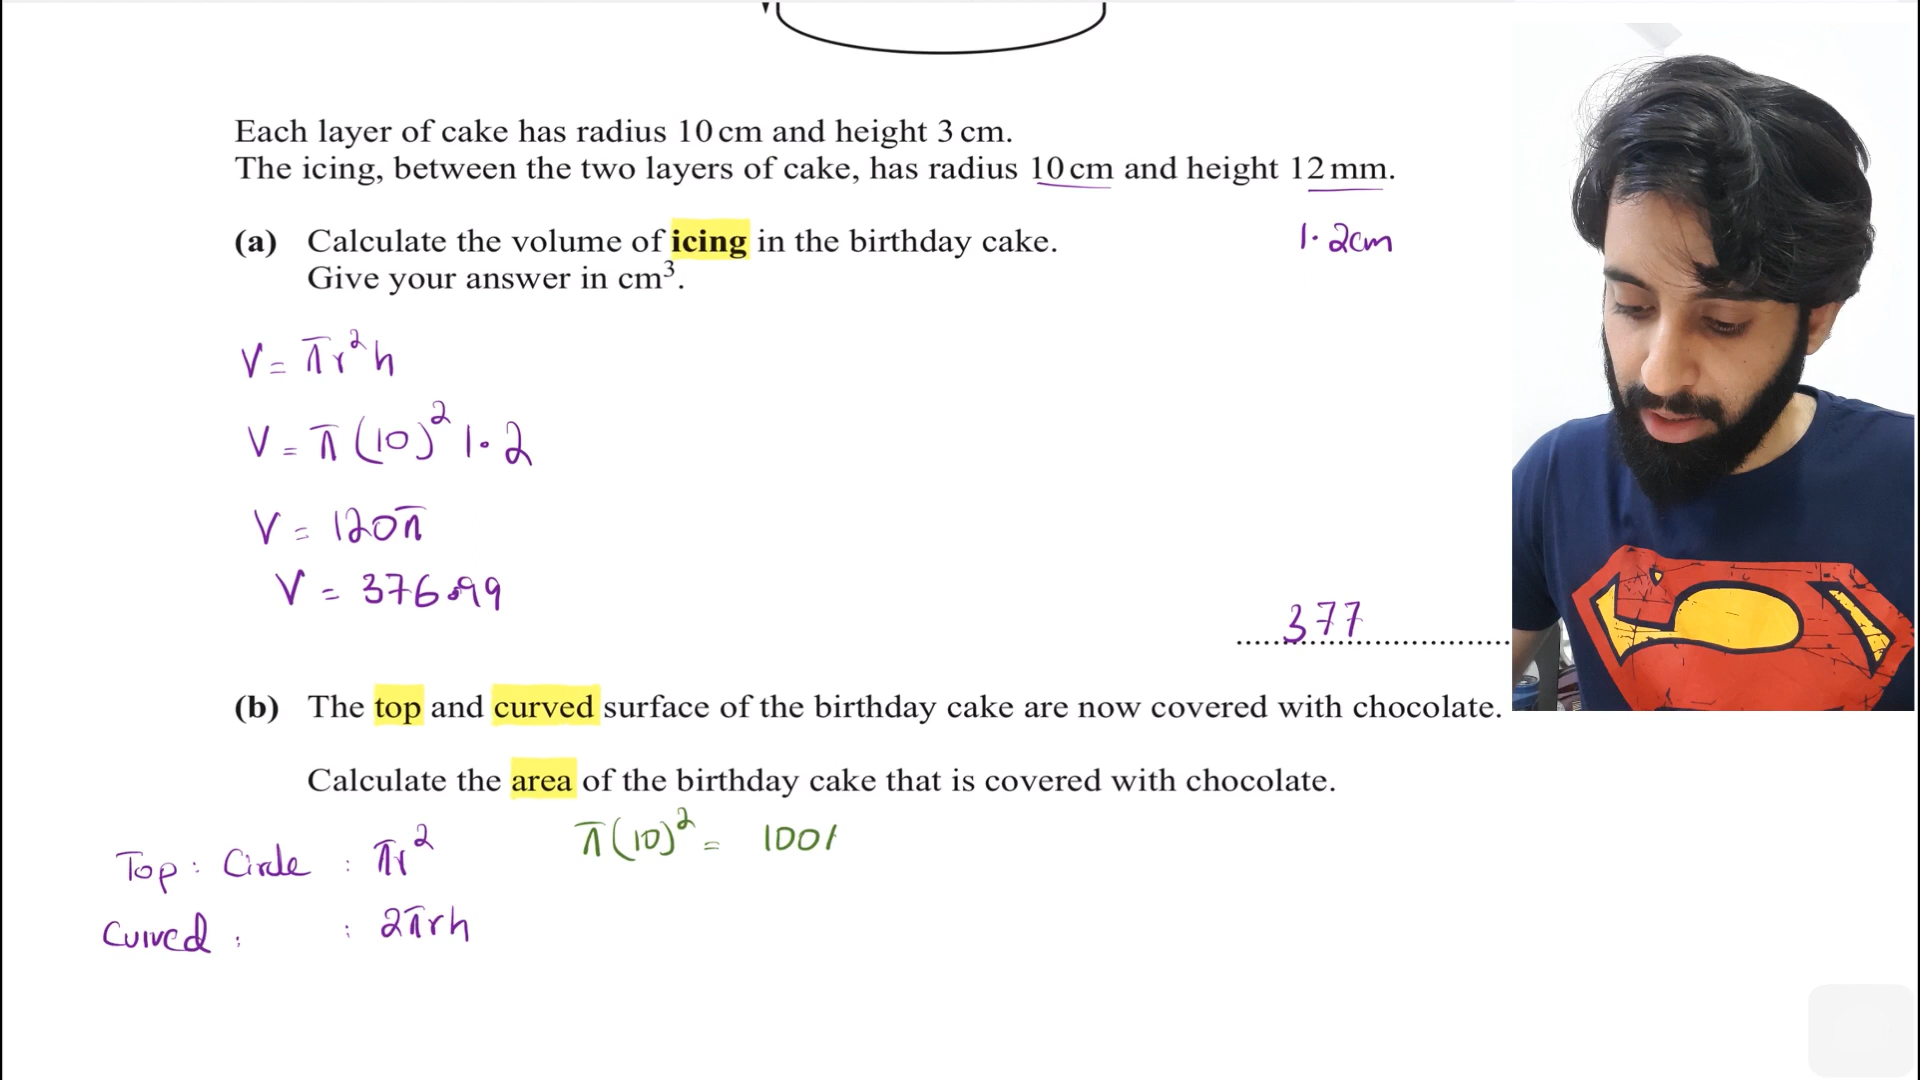 Each layer of cake has radius 10 cm and height 3 cm.
The icing, between the two layers of cake, has radius 10 cm and height 12 mm.
1.2cm
(a) Calculate the volume of icing in the birthday cake.
Give your answer in cm³.
V = πr²h
V = π(10)² 1.2
V = 120π
V = 376.99
377
(b) The top and curved surface of the birthday cake are now covered with chocolate.
Calculate the area of the birthday cake that is covered with chocolate.
Top : Circle : πr² π(10)² = 100
Curved : : 2πrh